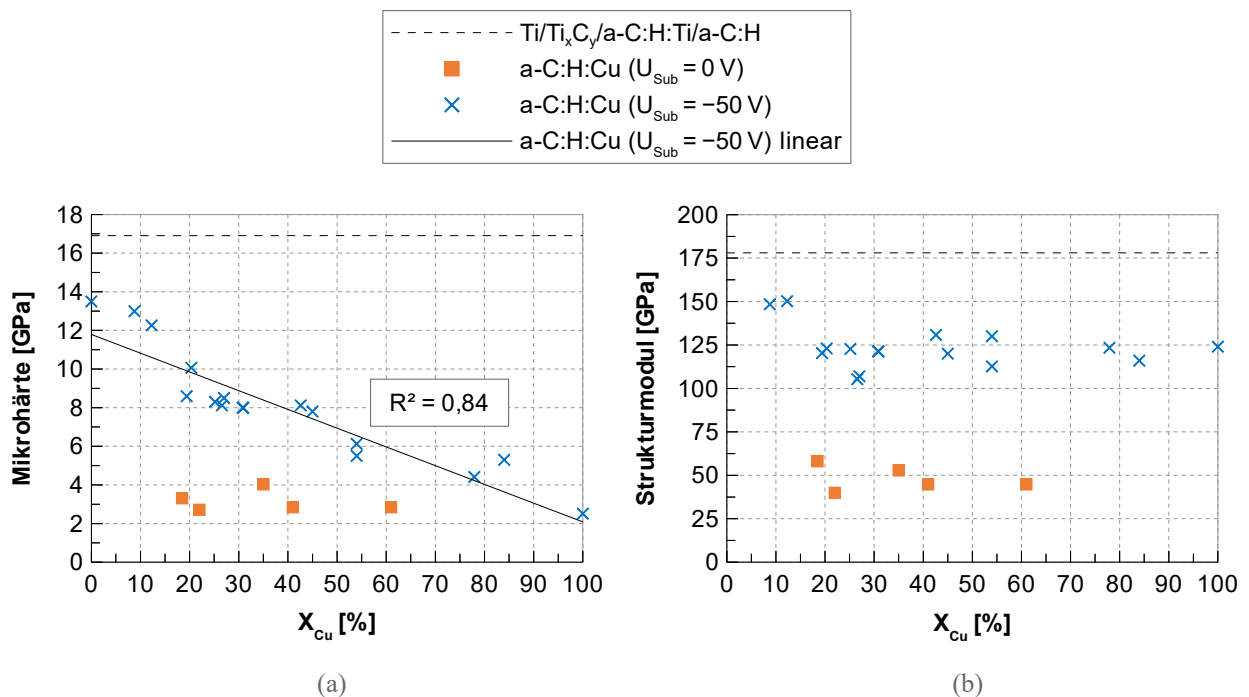 Ti/TixCy/a-C:H:Ti/a-C:H
a-C:H:Cu (USub = 0 V)
a-C:H:Cu (USub = −50 V)
a-C:H:Cu (USub = −50 V) linear
Mikrohärte [GPa]
18
16
14
12
10
8
6
4
2
0
R² = 0,84
0 10 20 30 40 50 60 70 80 90 100
XCu [%]
(a)
Strukturmodul [GPa]
200
175
150
125
100
75
50
25
0
0 10 20 30 40 50 60 70 80 90 100
XCu [%]
(b)